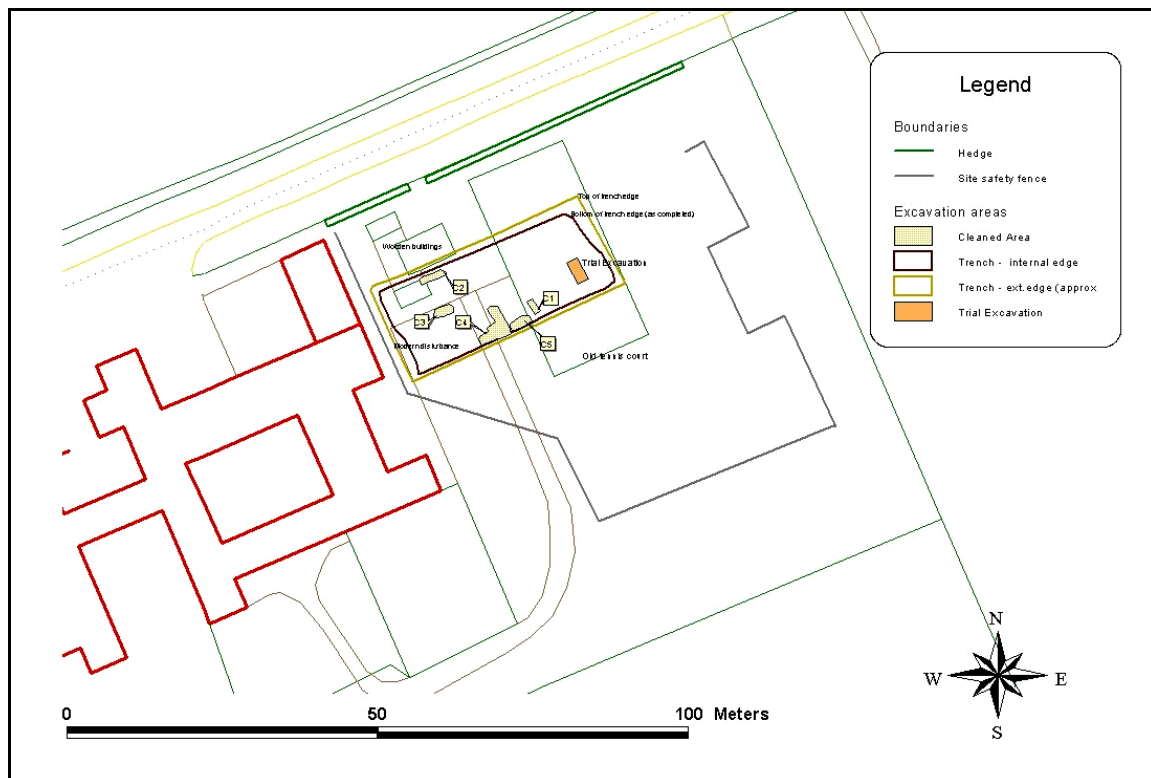 Legend
Boundaries
Hedge
Site safety fence
Excavation areas
Cleaned Area
Trench - internal edge
Trench - ext.edge (approx
Trial Excavation
Top of trench edge
Bottom of trench edge (as completed)
Wooden buildings
Trial Excavation
C2
C1
C3
C4
C5
Modern disturbance
Old tennis court
N
W
E
S
0
50
100 Meters